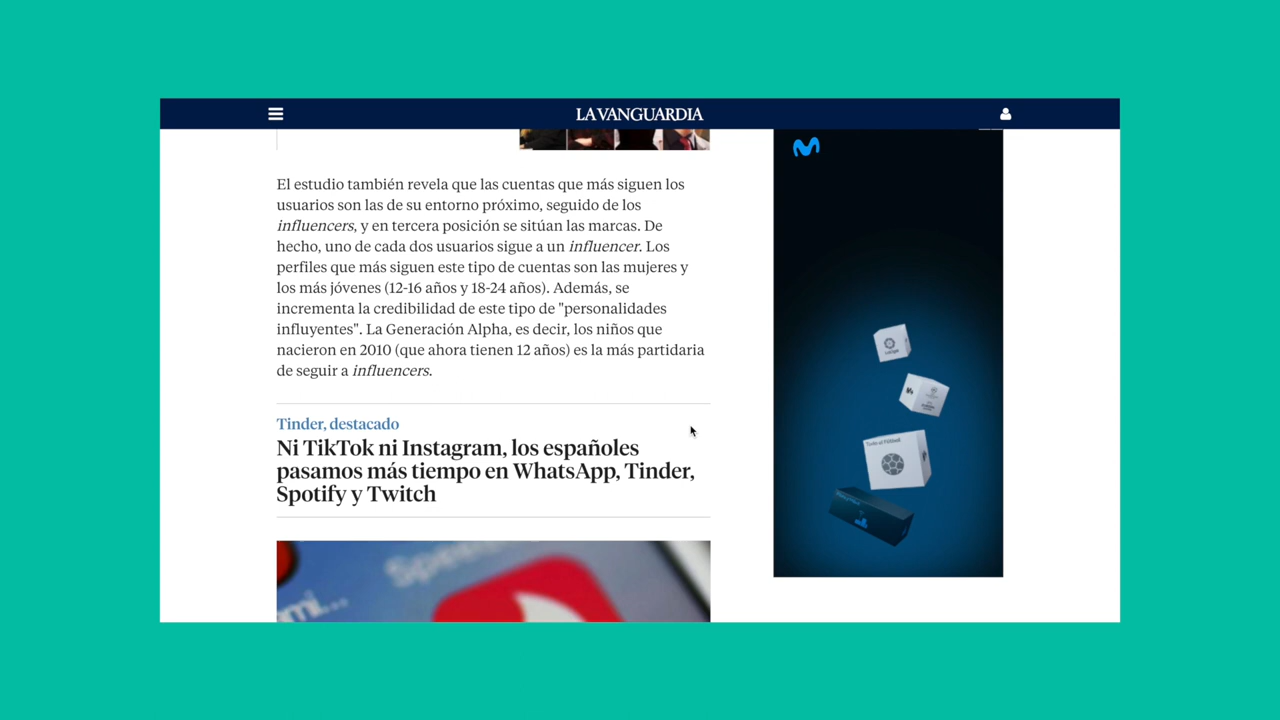 LA VANGUARDIA
El estudio también revela que las cuentas que más siguen los
usuarios son las de su entorno próximo, seguido de los
influencers, y en tercera posición se sitúan las marcas. De
hecho, uno de cada dos usuarios sigue a un influencer. Los
perfiles que más siguen este tipo de cuentas son las mujeres y
los más jóvenes (12-16 años y 18-24 años). Además, se
incrementa la credibilidad de este tipo de "personalidades
influyentes". La Generación Alpha, es decir, los niños que
nacieron en 2010 (que ahora tienen 12 años) es la más partidaria
de seguir a influencers.
Tinder, destacado
Ni TikTok ni Instagram, los españoles
pasamos más tiempo en WhatsApp, Tinder,
Spotify y Twitch
Todo el Fútbol